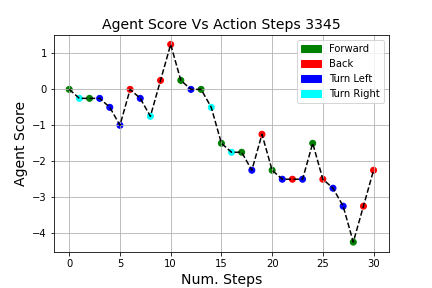 Agent Score Vs Action Steps 3345
Forward
Back
Turn Left
Turn Right
Agent Score
1
0
−1
−2
−3
−4
0 5 10 15 20 25 30
Num. Steps